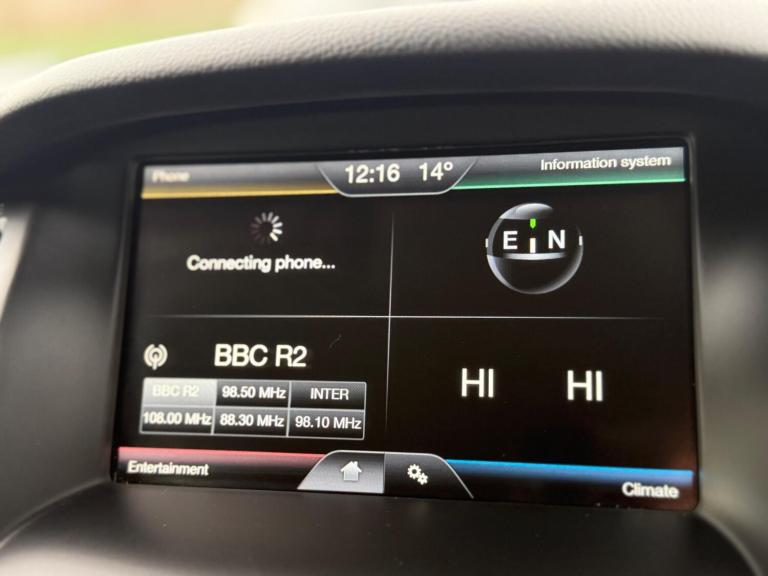 Phone
12:16 14°
Information system
Connecting phone...
E N
BBC R2
BBC R2 98.50 MHz INTER
108.00 MHz 88.30 MHz 98.10 MHz
HI HI
Entertainment
Climate